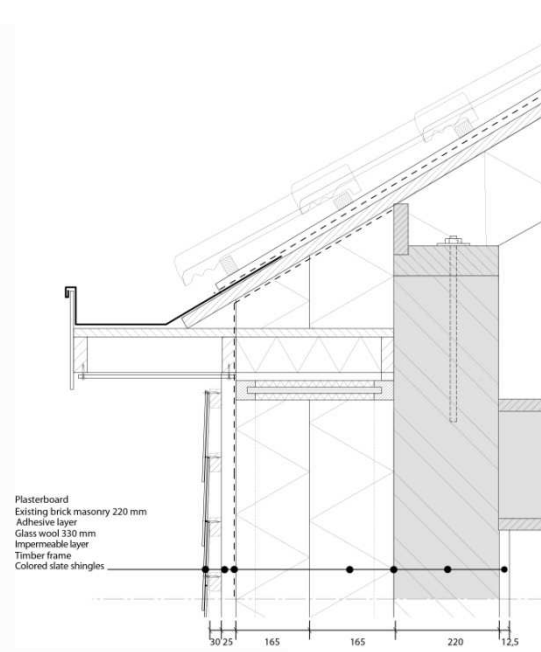 Plasterboard
Existing brick masonry 220 mm
Adhesive layer
Glass wool 330 mm
Impermeable layer
Timber frame
Colored slate shingles
30 25 165 165 220 12,5